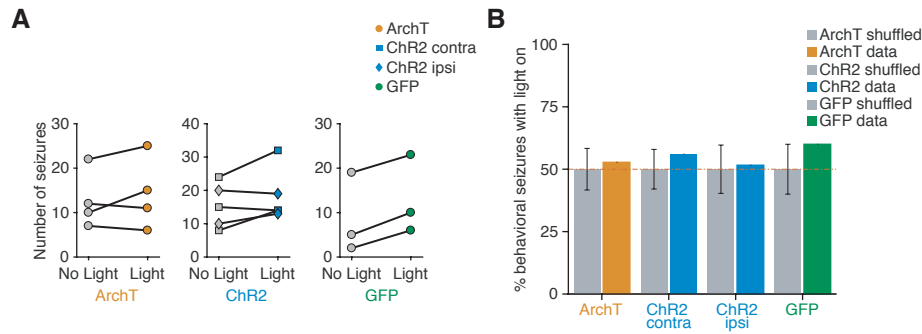 A
ArchT
ChR2 contra
ChR2 ipsi
GFP
Number of seizures
30
20
10
0
No Light Light
ArchT
40
30
20
10
0
No Light Light
ChR2
30
20
10
0
No Light Light
GFP
B
% behavioral seizures with light on
100
75
50
25
0
ArchT shuffled
ArchT data
ChR2 shuffled
ChR2 data
GFP shuffled
GFP data
ArchT
ChR2
contra
ChR2
ipsi
GFP